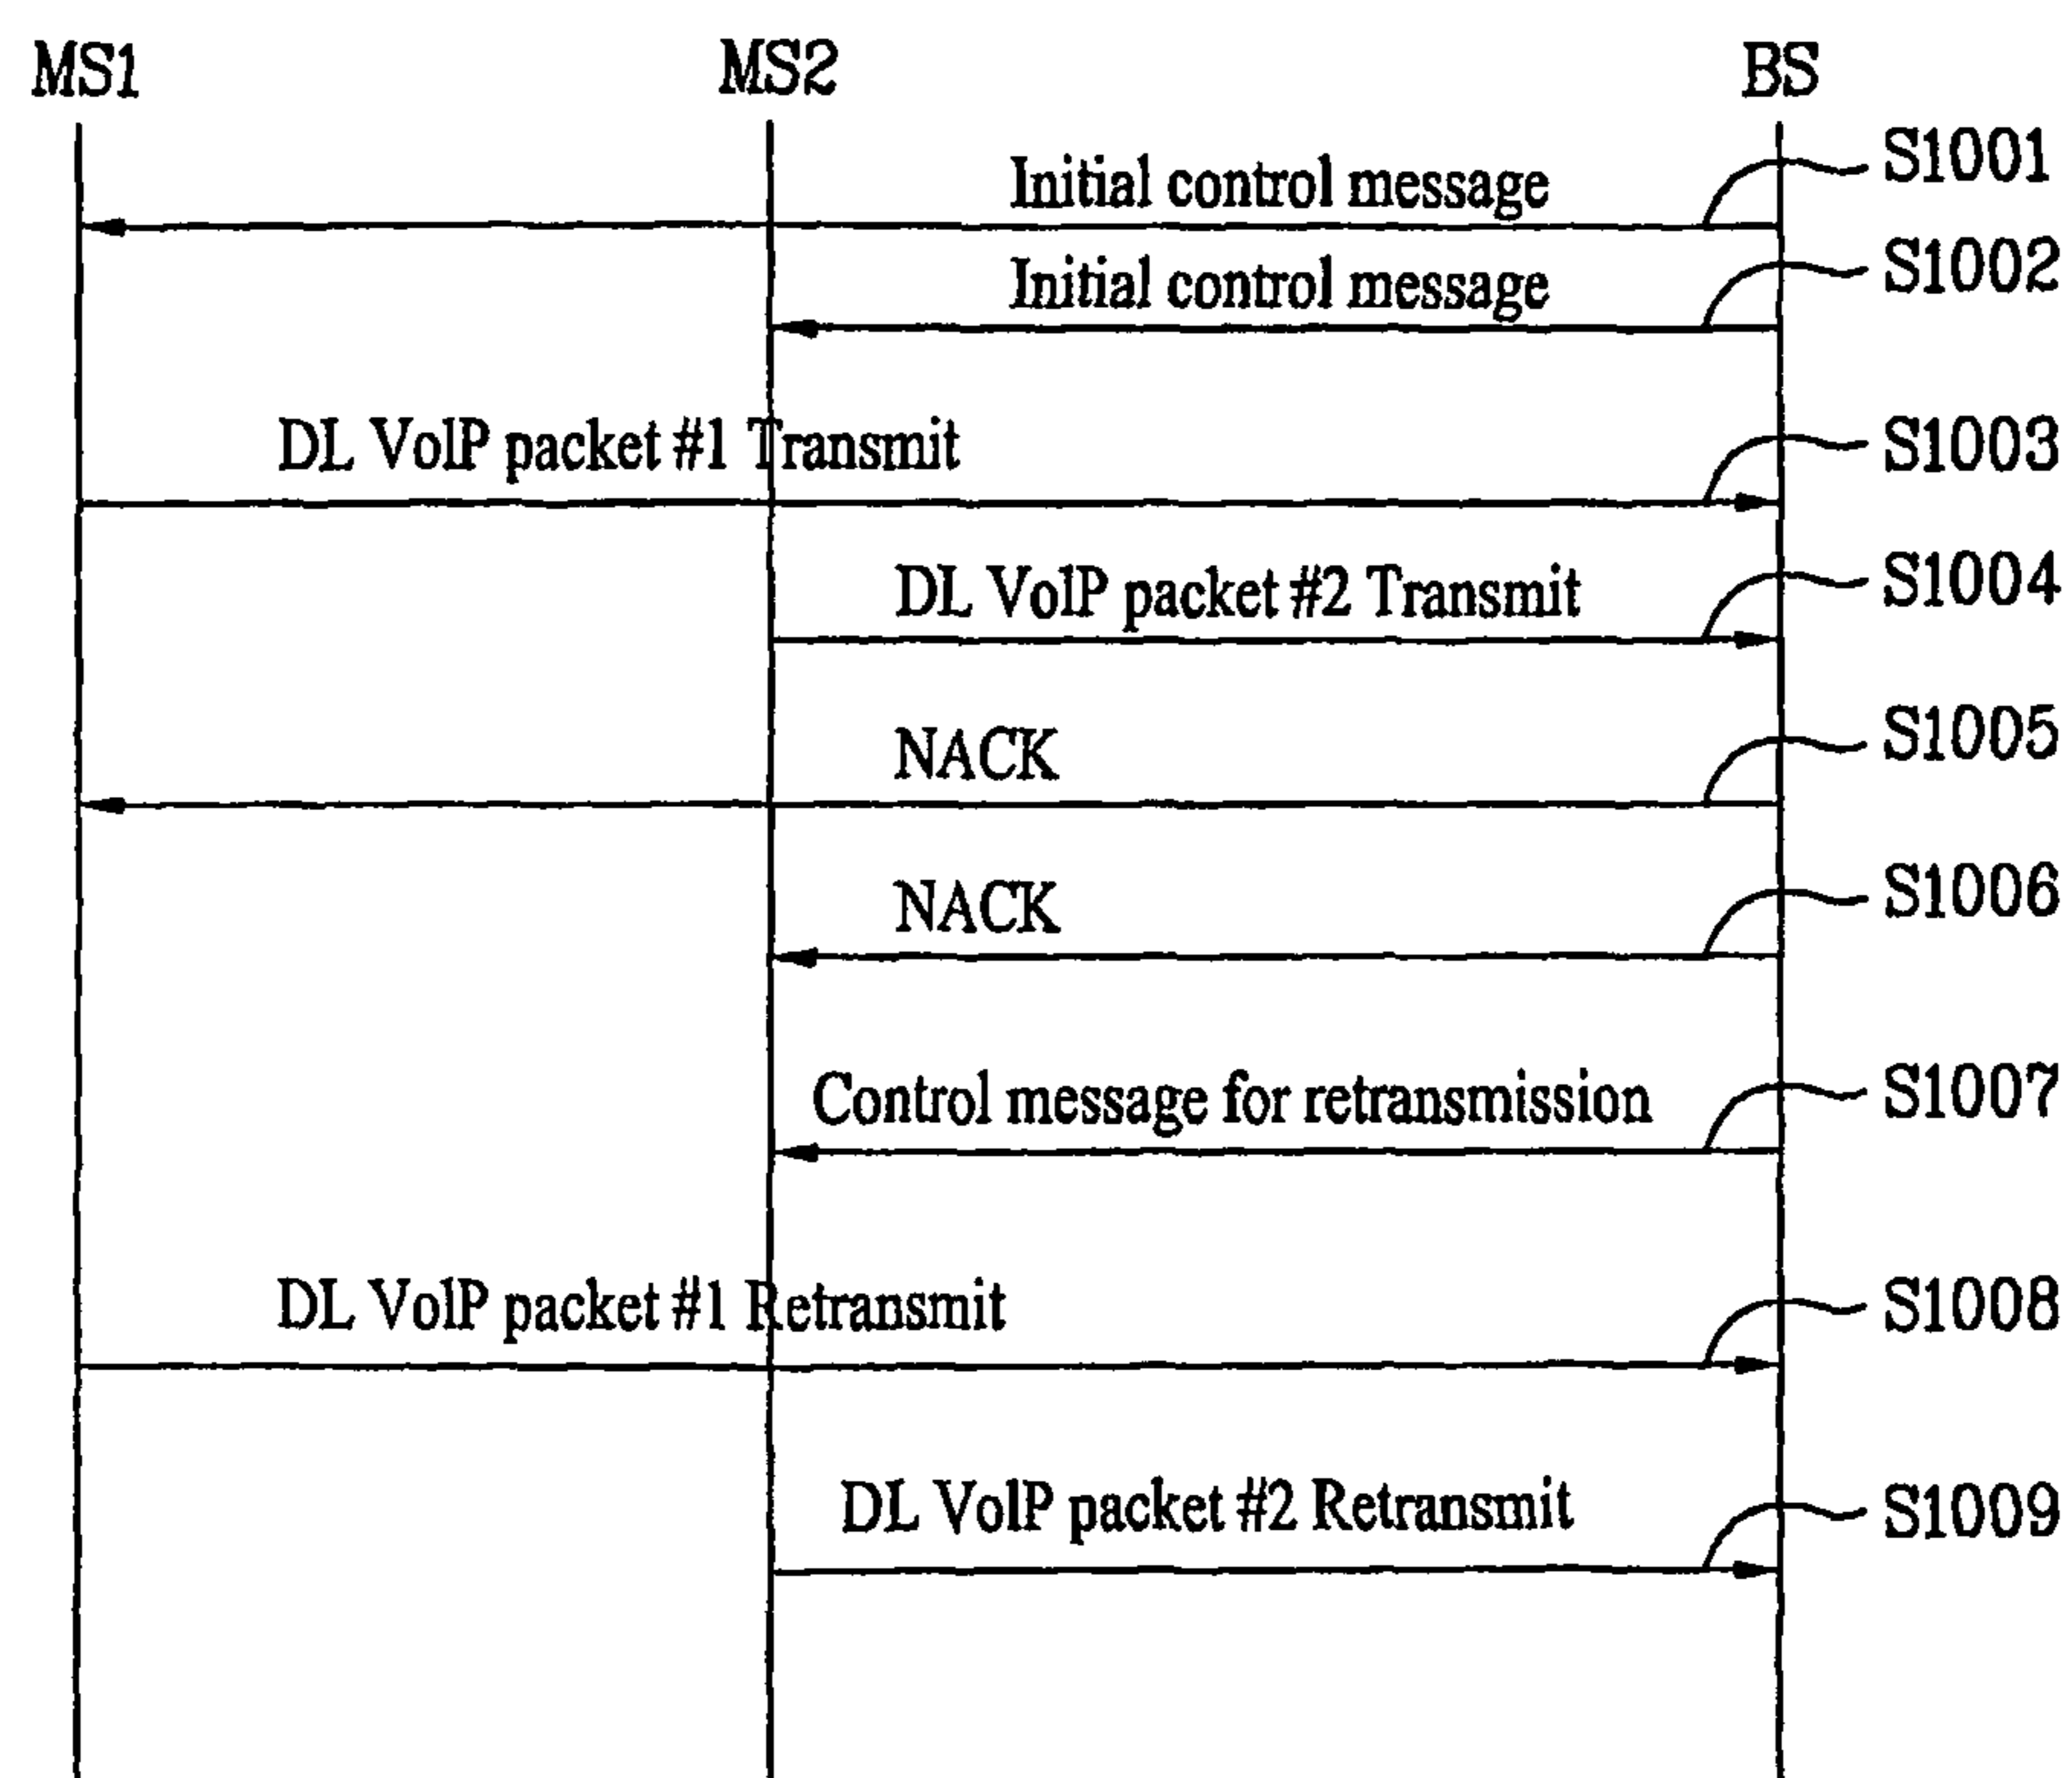 MS1 MS2 BS
Initial control message S1001
Initial control message S1002
DL VoIP packet #1 Transmit S1003
DL VoIP packet #2 Transmit S1004
NACK S1005
NACK S1006
Control message for retransmission S1007
DL VoIP packet #1 Retransmit S1008
DL VoIP packet #2 Retransmit S1009